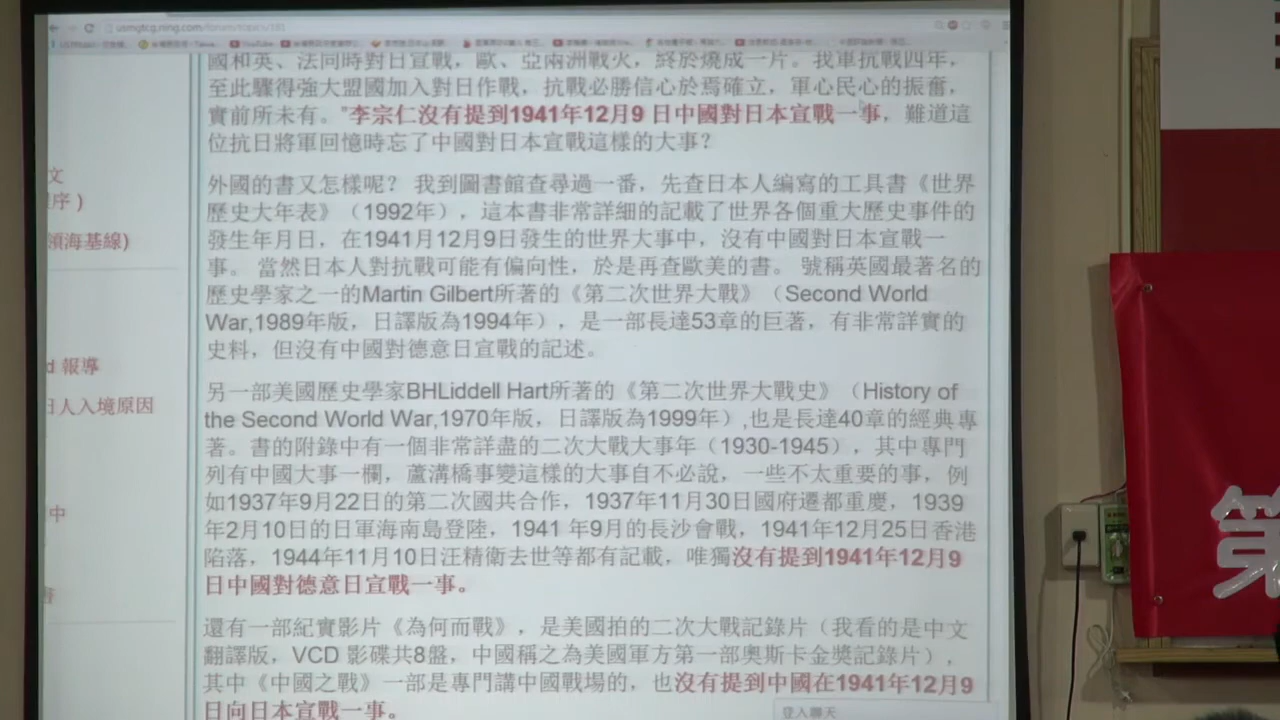 usmgtcg.ning.com/forum/topics/
YouTube
國和英、法同時對日宣戰，歐、亞兩洲戰火，終於燒成一片。我軍抗戰四年，
至此驟得強大盟國加入對日作戰，抗戰必勝信心於焉確立，軍心民心的振奮，
實前所未有。"李宗仁沒有提到1941年12月9 日中國對日本宣戰一事，難道這
位抗日將軍回憶時忘了中國對日本宣戰這樣的大事？
外國的書又怎樣呢？ 我到圖書館查尋過一番，先查日本人編寫的工具書《世界
歷史大年表》（1992年），這本書非常詳細的記載了世界各個重大歷史事件的
發生年月日，在1941月12月9日發生的世界大事中，沒有中國對日本宣戰一
事。 當然日本人對抗戰可能有偏向性，於是再查歐美的書。 號稱英國最著名的
歷史學家之一的Martin Gilbert所著的《第二次世界大戰》（Second World
War,1989年版，日譯版為1994年），是一部長達53章的巨著，有非常詳實的
史料，但沒有中國對德意日宣戰的記述。
另一部美國歷史學家BHLiddell Hart所著的《第二次世界大戰史》（History of
the Second World War,1970年版，日譯版為1999年）,也是長達40章的經典專
著。書的附錄中有一個非常詳盡的二次大戰大事年（1930-1945），其中專門
列有中國大事一欄，蘆溝橋事變這樣的大事自不必說，一些不太重要的事，例
如1937年9月22日的第二次國共合作，1937年11月30日國府遷都重慶，1939
年2月10日的日軍海南島登陸，1941 年9月的長沙會戰，1941年12月25日香港
陷落，1944年11月10日汪精衛去世等都有記載，唯獨沒有提到1941年12月9
日中國對德意日宣戰一事。
還有一部紀實影片《為何而戰》，是美國拍的二次大戰記錄片（我看的是中文
翻譯版，VCD 影碟共8盤，中國稱之為美國軍方第一部奧斯卡金獎記錄片），
其中《中國之戰》一部是專門講中國戰場的，也沒有提到中國在1941年12月9
日向日本宣戰一事。
文
序 )
領海基線)
d 報導
日人入境原因
中
登入聊天
第